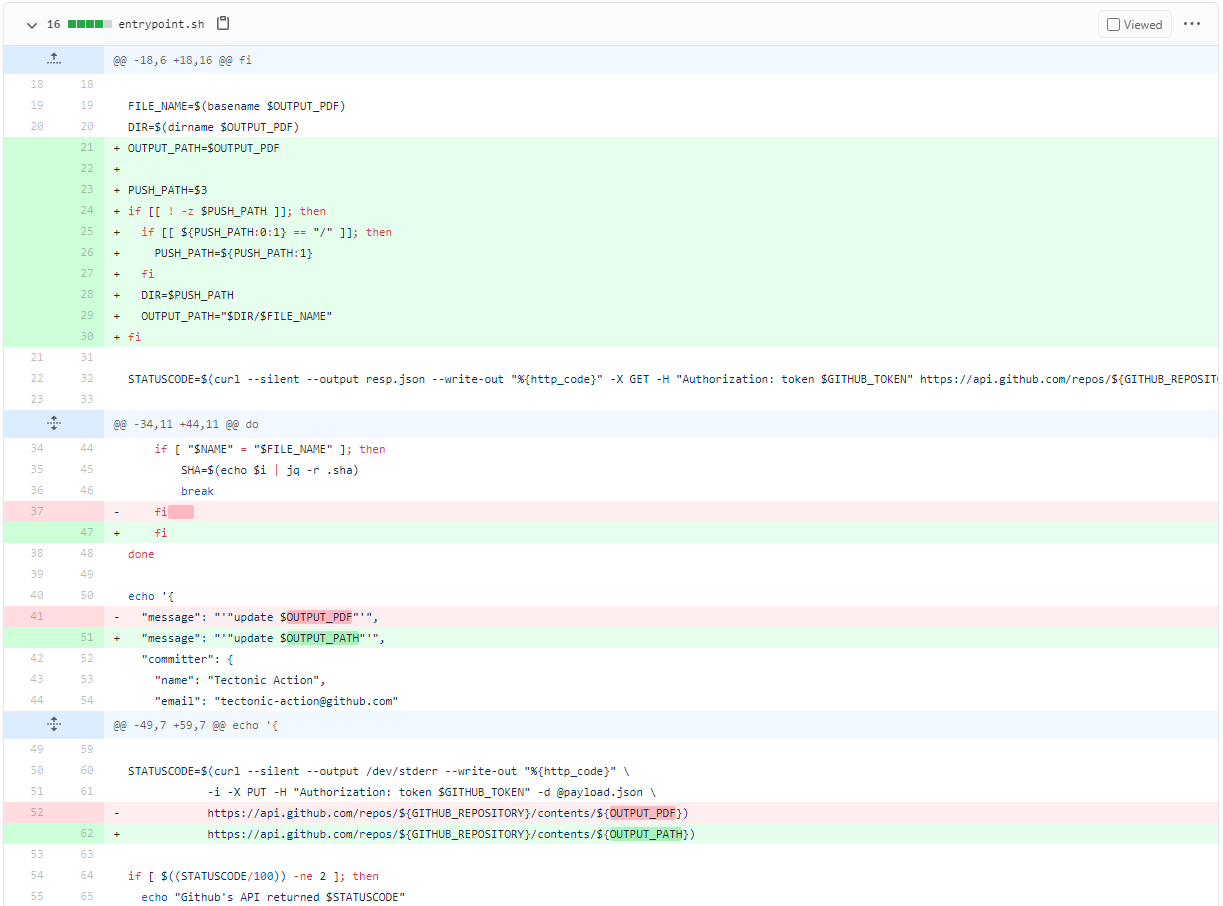 16 entrypoint.sh Viewed ...
@@ -18,6 +18,16 @@ fi
18 18
19 19 FILE_NAME=$(basename $OUTPUT_PDF)
20 20 DIR=$(dirname $OUTPUT_PDF)
21 + OUTPUT_PATH=$OUTPUT_PDF
22 +
23 + PUSH_PATH=$3
24 + if [[ ! -z $PUSH_PATH ]]; then
25 + if [[ ${PUSH_PATH:0:1} == "/" ]]; then
26 + PUSH_PATH=${PUSH_PATH:1}
27 + fi
28 + DIR=$PUSH_PATH
29 + OUTPUT_PATH="$DIR/$FILE_NAME"
30 + fi
21 31
22 32 STATUSCODE=$(curl --silent --output resp.json --write-out "%{http_code}" -X GET -H "Authorization: token $GITHUB_TOKEN" https://api.github.com/repos/${GITHUB_REPOSIT
23 33
@@ -34,11 +44,11 @@ do
34 44 if [ "$NAME" = "$FILE_NAME" ]; then
35 45 SHA=$(echo $i | jq -r .sha)
36 46 break
37 - fi
47 + fi
38 48 done
39 49
40 50 echo '{
41 - "message": "'"update $OUTPUT_PDF"'",
51 + "message": "'"update $OUTPUT_PATH"'",
42 52 "committer": {
43 53 "name": "Tectonic Action",
44 54 "email": "tectonic-action@github.com"
@@ -49,7 +59,7 @@ echo '{
49 59
50 60 STATUSCODE=$(curl --silent --output /dev/stderr --write-out "%{http_code}" \
51 61 -i -X PUT -H "Authorization: token $GITHUB_TOKEN" -d @payload.json \
52 - https://api.github.com/repos/${GITHUB_REPOSITORY}/contents/${OUTPUT_PDF})
62 + https://api.github.com/repos/${GITHUB_REPOSITORY}/contents/${OUTPUT_PATH})
53 63
54 64 if [ $((STATUSCODE/100)) -ne 2 ]; then
55 65 echo "Github's API returned $STATUSCODE"